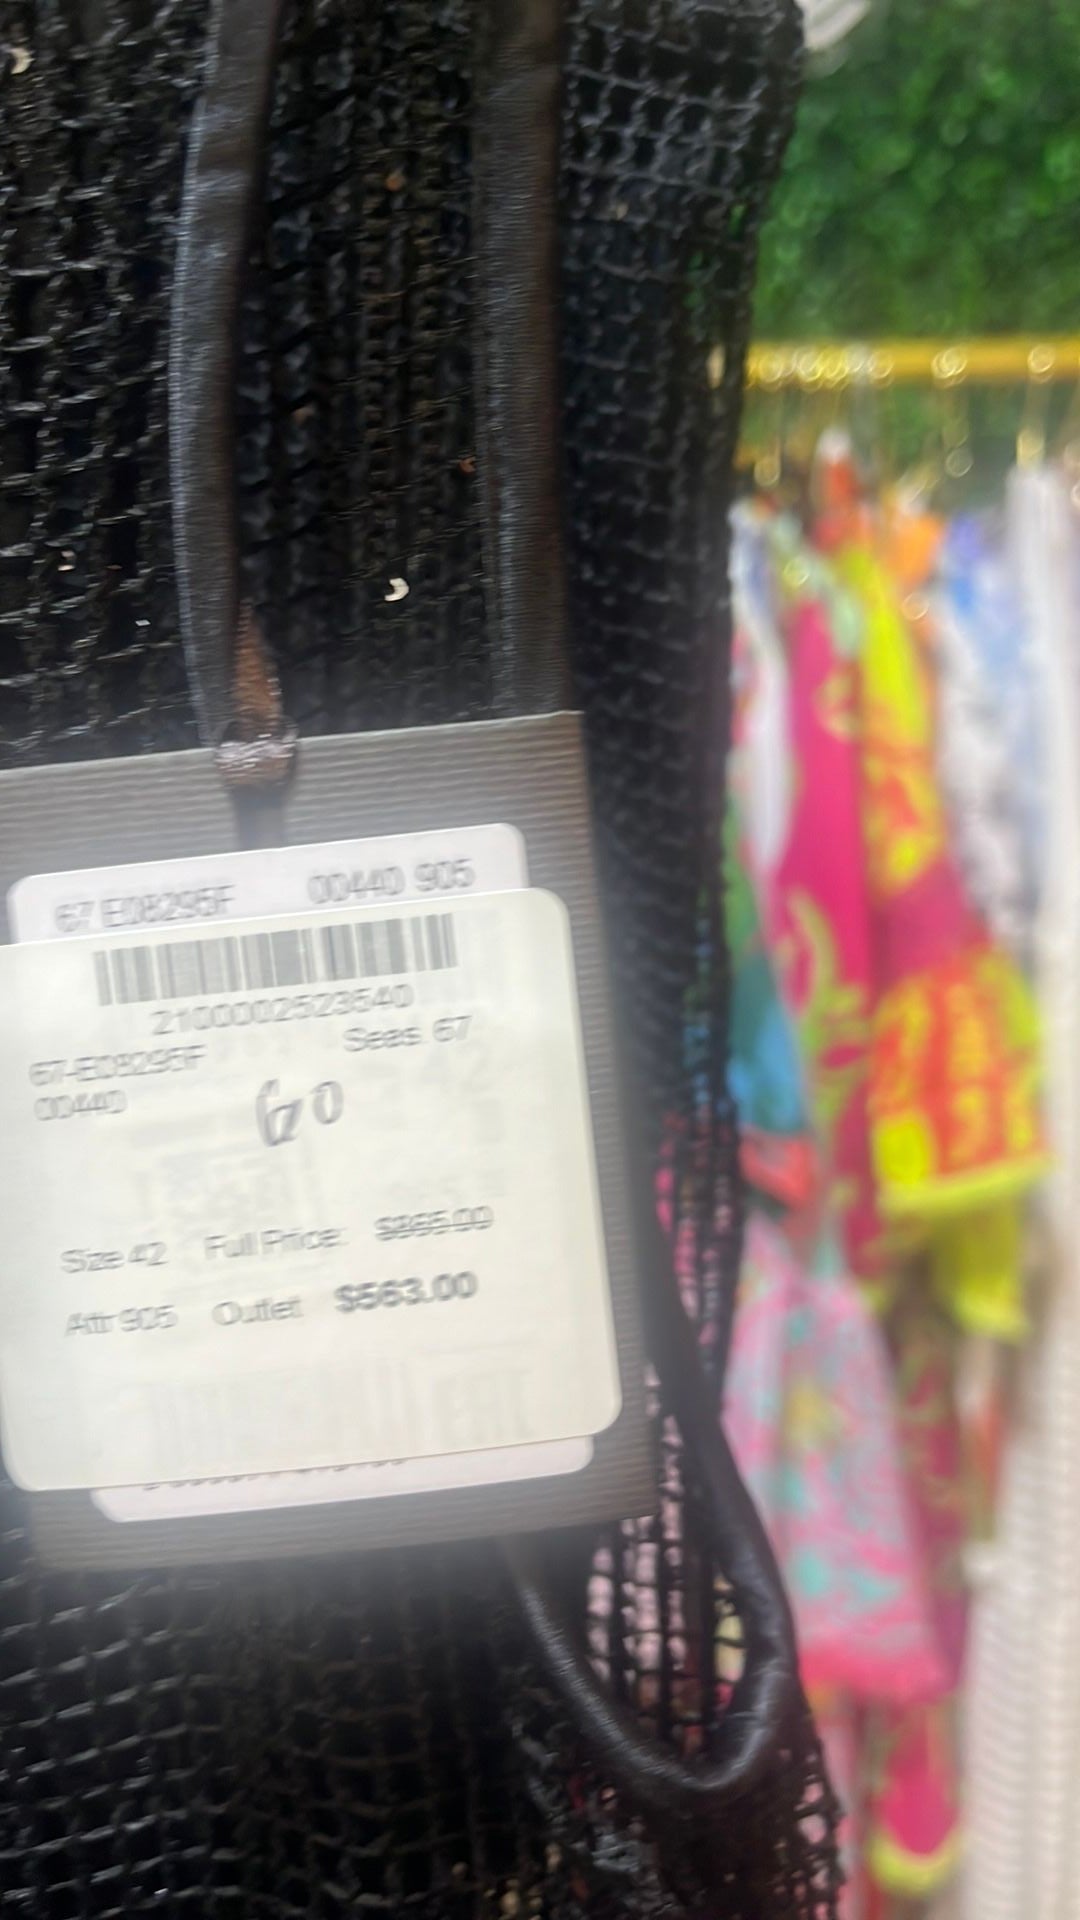 67 E08295F 00440 905
2100002523540
67-E08295F Seas. 67
00440
60
Size 42 Full Price: $865.00
Attr 905 Outlet $563.00